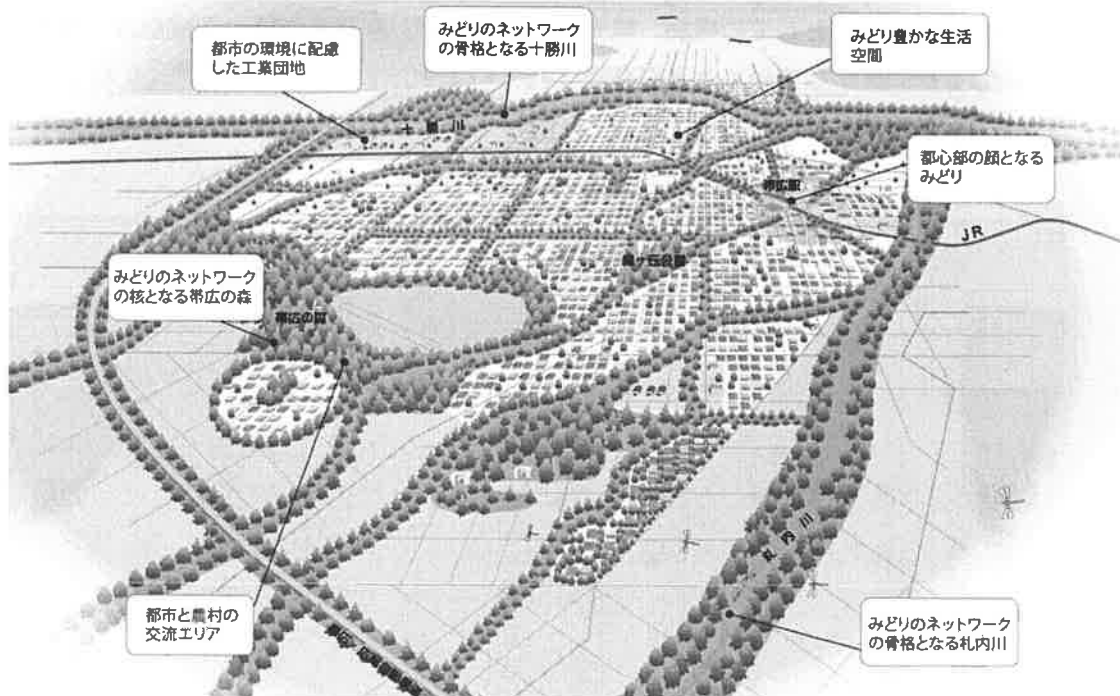 みどりのネットワーク
の骨格となる十勝川
みどり豊かな生活
空間
都市の環境に配慮
した工業団地
十勝川
都心部の顔となる
みどり
帯広駅
JR
みどりのネットワーク
の核となる帯広の森
帯広の森
都市と農村の
交流エリア
札内川
みどりのネットワーク
の骨格となる札内川